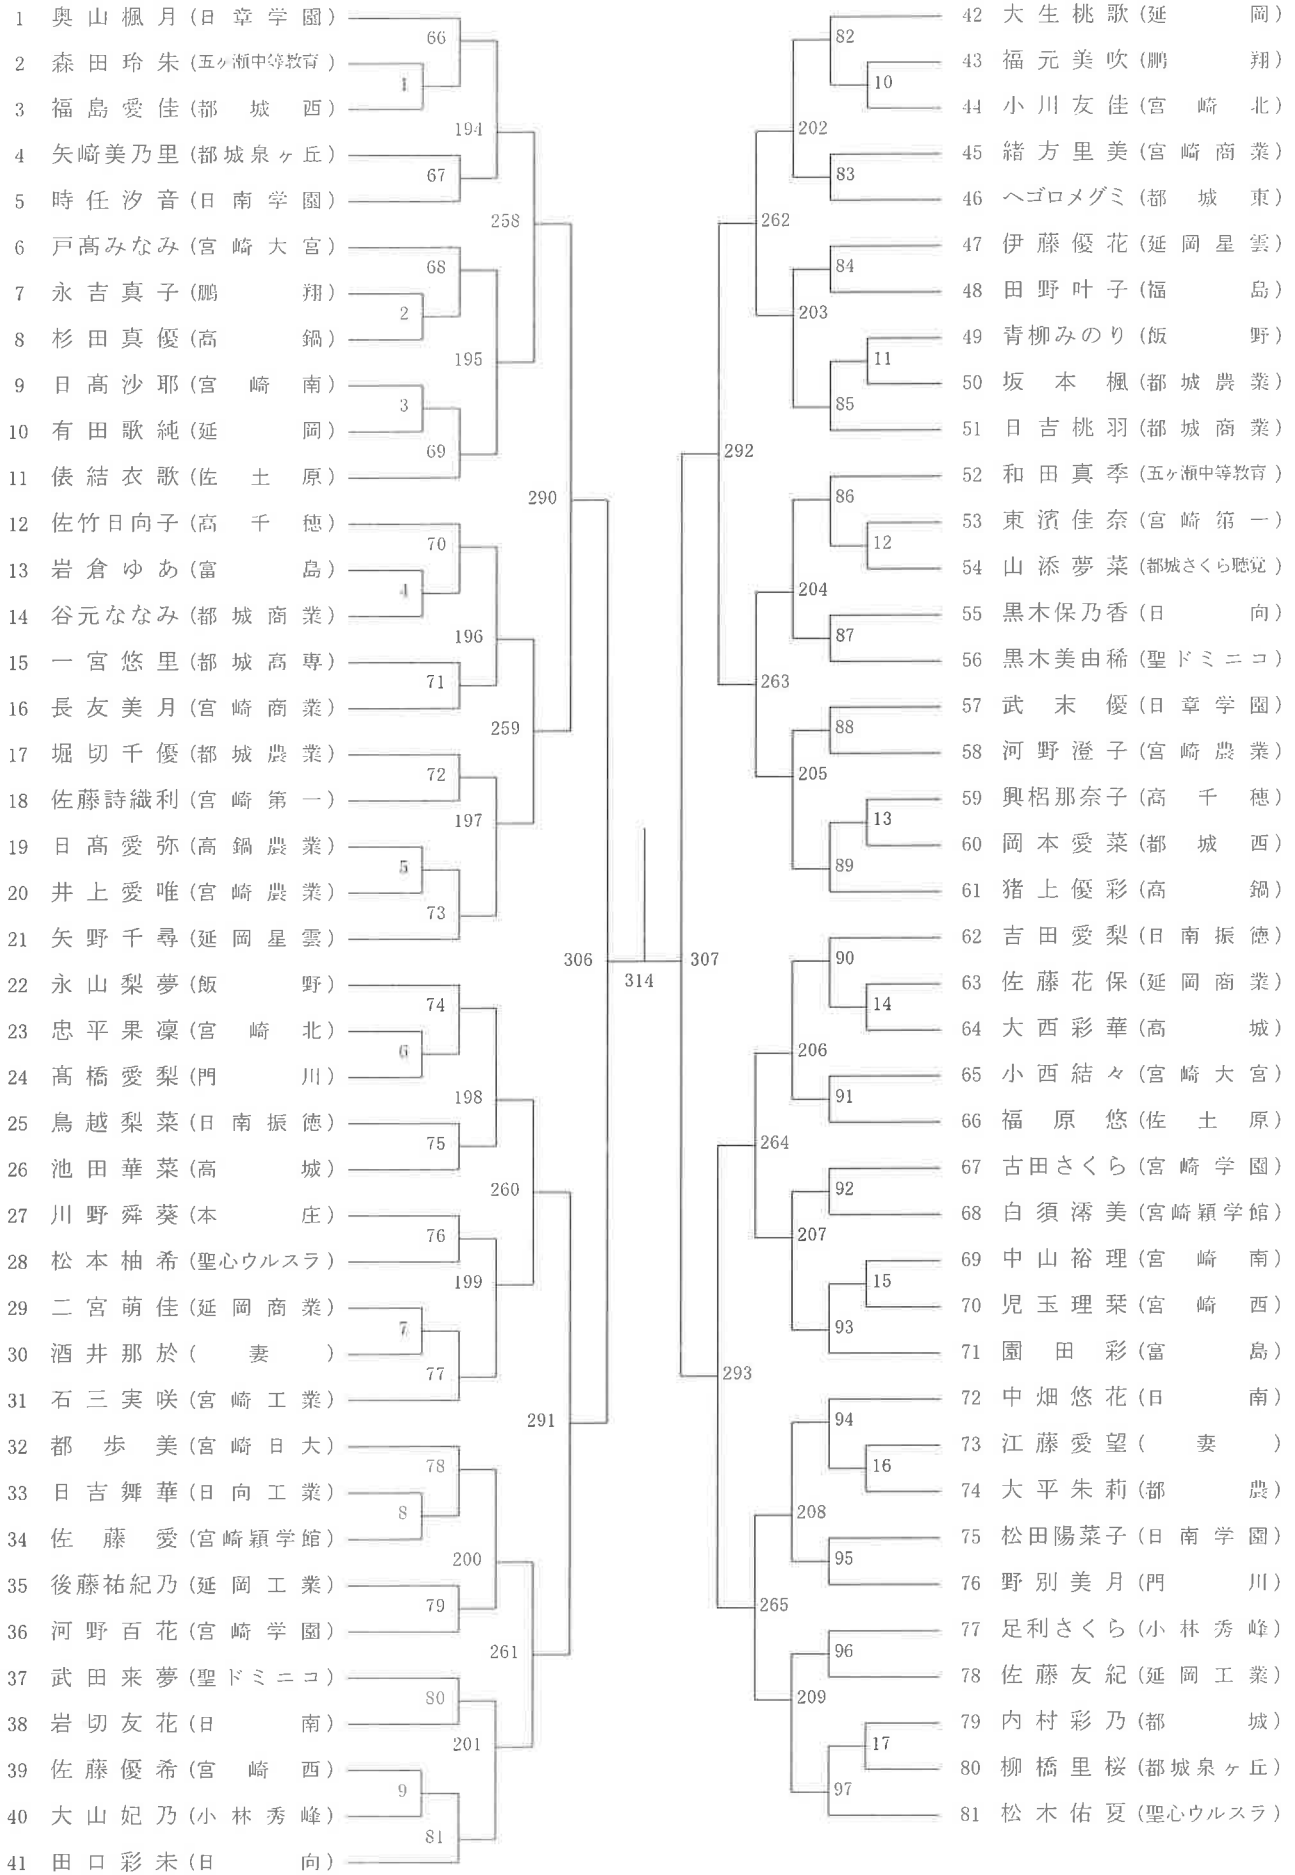 1 奥山楓月(日章学園)
2 森田玲朱(五ヶ瀬中等教育)
3 福島愛佳(都城西)
4 矢﨑美乃里(都城泉ヶ丘)
5 時任汐音(日南学園)
6 戸髙みなみ(宮崎大宮)
7 永吉真子(鵬翔)
8 杉田真優(高鍋)
9 日髙沙耶(宮崎南)
10 有田歌純(延岡)
11 俵結衣歌(佐土原)
12 佐竹日向子(高千穂)
13 岩倉ゆあ(富島)
14 谷元ななみ(都城商業)
15 一宮悠里(都城高専)
16 長友美月(宮崎商業)
17 堀切千優(都城農業)
18 佐藤詩織利(宮崎第一)
19 日髙愛弥(高鍋農業)
20 井上愛唯(宮崎農業)
21 矢野千尋(延岡星雲)
22 永山梨夢(飯野)
23 忠平果凜(宮崎北)
24 髙橋愛梨(門川)
25 鳥越梨菜(日南振徳)
26 池田華菜(高城)
27 川野舜葵(本庄)
28 松本柚希(聖心ウルスラ)
29 二宮萌佳(延岡商業)
30 酒井那於(妻)
31 石三実咲(宮崎工業)
32 都歩美(宮崎日大)
33 日吉舞華(日向工業)
34 佐藤愛(宮崎穎学館)
35 後藤祐紀乃(延岡工業)
36 河野百花(宮崎学園)
37 武田来夢(聖ドミニコ)
38 岩切友花(日南)
39 佐藤優希(宮崎西)
40 大山妃乃(小林秀峰)
41 田口彩未(日向)
66
1
194
67
258
68
2
195
3
69
290
70
4
196
71
259
72
197
5
73
306
74
6
198
75
260
76
199
7
77
291
78
8
200
79
261
80
201
9
81
314
307
82
10
202
83
262
84
203
11
85
292
86
12
204
87
263
88
205
13
89
90
14
206
91
264
92
207
15
93
293
94
16
208
95
265
96
209
17
97
42 大生桃歌(延岡)
43 福元美吹(鵬翔)
44 小川友佳(宮崎北)
45 緒方里美(宮崎商業)
46 ヘゴロメグミ(都城東)
47 伊藤優花(延岡星雲)
48 田野叶子(福島)
49 青柳みのり(飯野)
50 坂本楓(都城農業)
51 日吉桃羽(都城商業)
52 和田真季(五ヶ瀬中等教育)
53 東濱佳奈(宮崎第一)
54 山添夢菜(都城さくら聴覚)
55 黒木保乃香(日向)
56 黒木美由稀(聖ドミニコ)
57 武末優(日章学園)
58 河野澄子(宮崎農業)
59 興梠那奈子(高千穂)
60 岡本愛菜(都城西)
61 猪上優彩(高鍋)
62 吉田愛梨(日南振徳)
63 佐藤花保(延岡商業)
64 大西彩華(高城)
65 小西結々(宮崎大宮)
66 福原悠(佐土原)
67 古田さくら(宮崎学園)
68 白須澪美(宮崎穎学館)
69 中山裕理(宮崎南)
70 児玉理栞(宮崎西)
71 園田彩(富島)
72 中畑悠花(日南)
73 江藤愛望(妻)
74 大平朱莉(都農)
75 松田陽菜子(日南学園)
76 野別美月(門川)
77 足利さくら(小林秀峰)
78 佐藤友紀(延岡工業)
79 内村彩乃(都城)
80 柳橋里桜(都城泉ヶ丘)
81 松木佑夏(聖心ウルスラ)